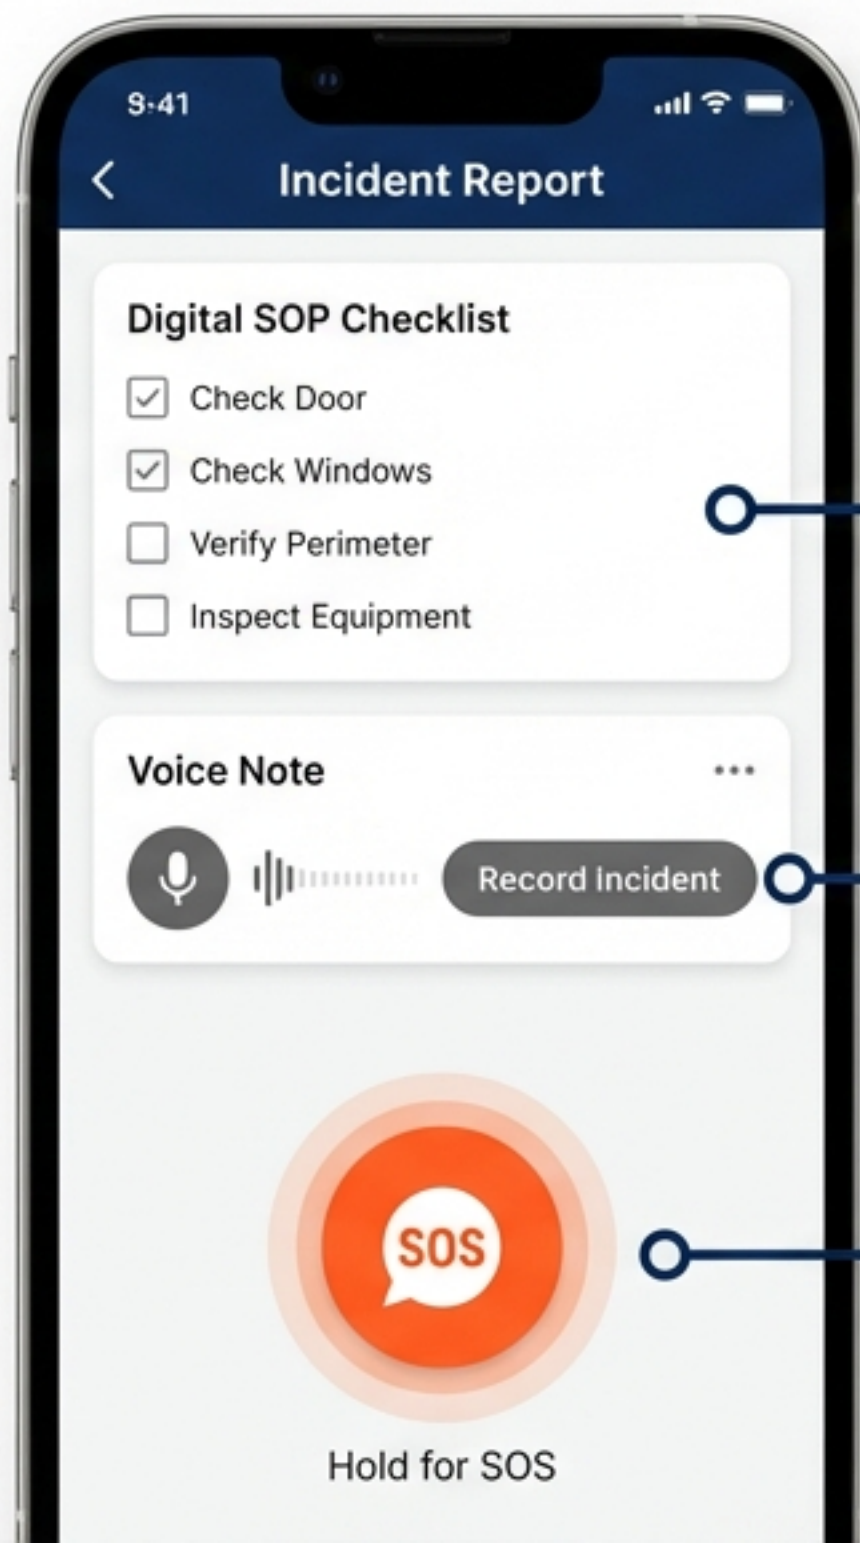 9:41
Incident Report
Digital SOP Checklist
Check Door
Check Windows
Verify Perimeter
Inspect Equipment
Voice Note
Record incident
SOS
Hold for SOS